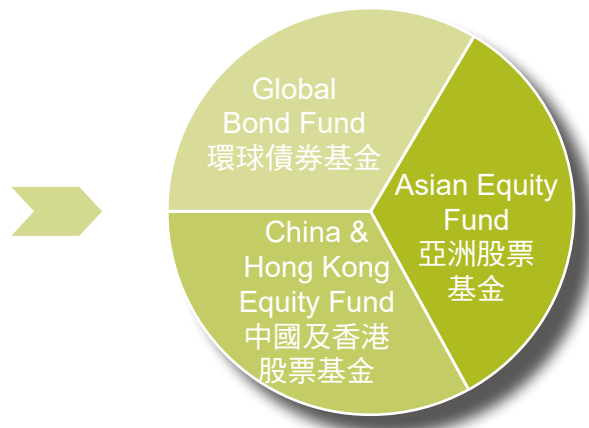 Global
Bond Fund
環球債券基金
Asian Equity
Fund
亞洲股票
基金
China &
Hong Kong
Equity Fund
中國及香港
股票基金